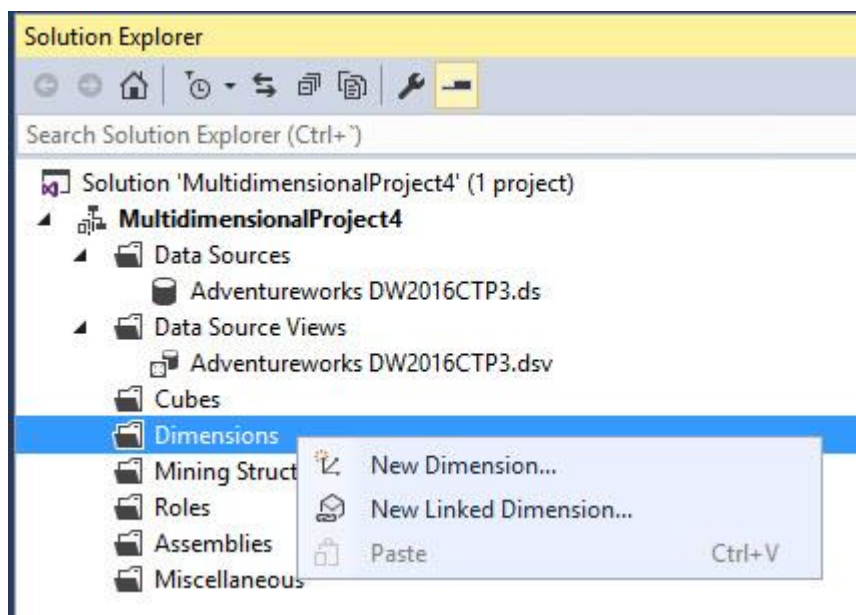 Solution Explorer
Search Solution Explorer (Ctrl+`)
Solution 'MultidimensionalProject4' (1 project)
MultidimensionalProject4
Data Sources
Adventureworks DW2016CTP3.ds
Data Source Views
Adventureworks DW2016CTP3.dsv
Cubes
Dimensions
New Dimension...
Mining Struct
New Linked Dimension...
Roles
Assemblies
Paste Ctrl+V
Miscellaneous